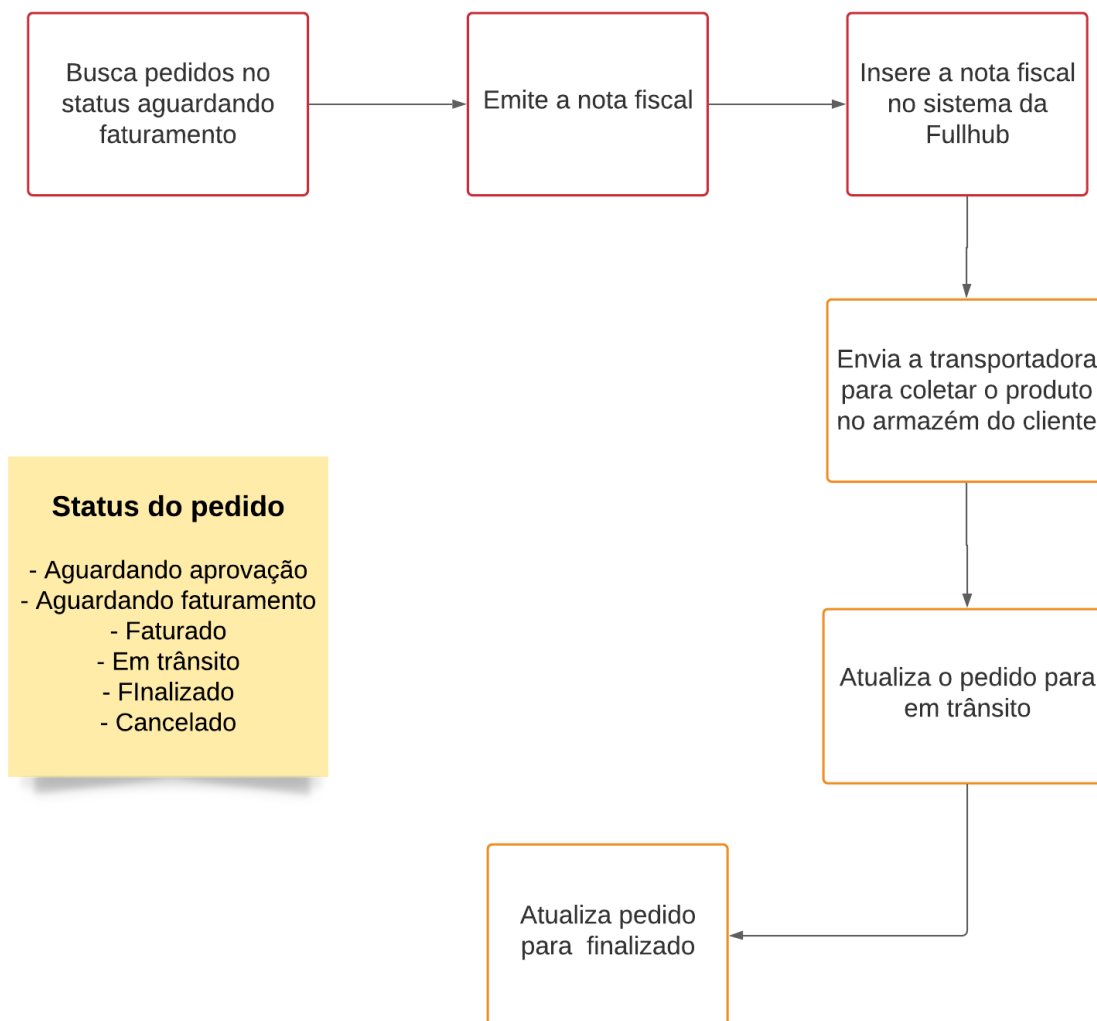 Busca pedidos no
status aguardando
faturamento
Emite a nota fiscal
Insere a nota fiscal
no sistema da
Fullhub
Envia a transportadora
para coletar o produto
no armazém do cliente
Status do pedido
- Aguardando aprovação
- Aguardando faturamento
- Faturado
- Em trânsito
- FInalizado
- Cancelado
Atualiza o pedido para
em trânsito
Atualiza pedido
para  finalizado